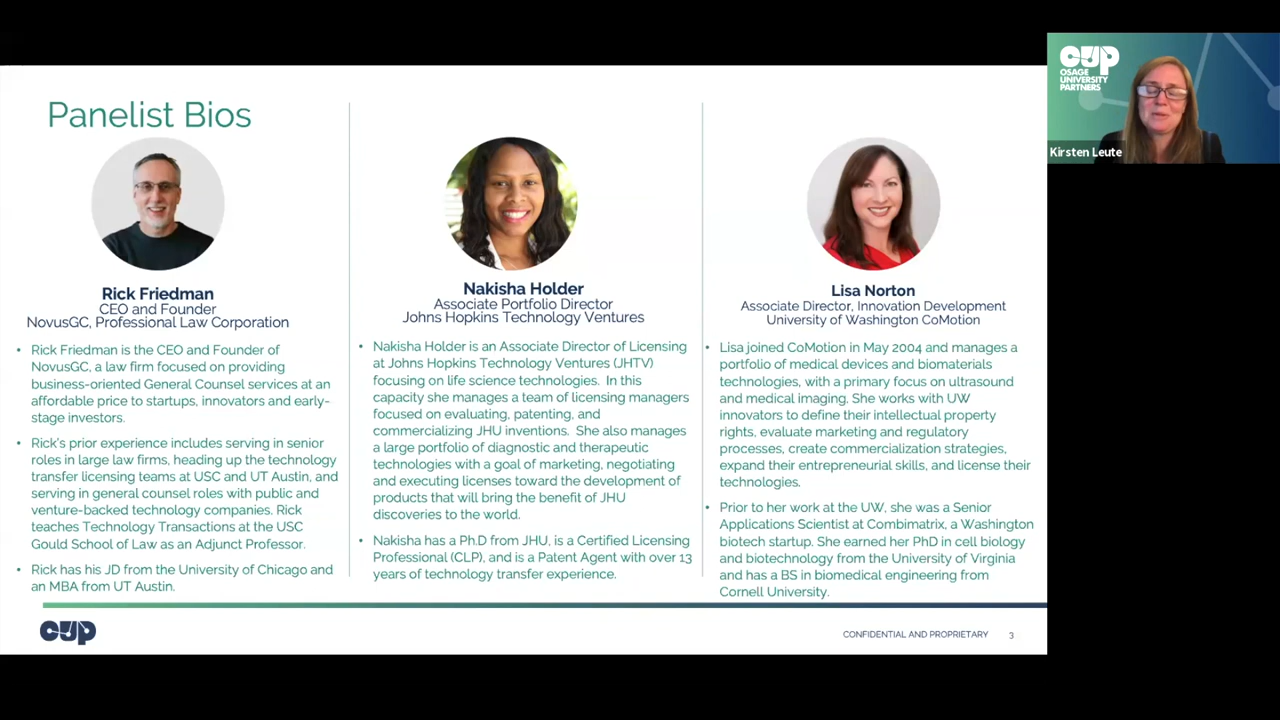 Panelist Bios
Rick Friedman
CEO and Founder
NovusGC, Professional Law Corporation
• Rick Friedman is the CEO and Founder of
NovusGC, a law firm focused on providing
business-oriented General Counsel services at an
affordable price to startups, innovators and early-
stage investors.
• Rick's prior experience includes serving in senior
roles in large law firms, heading up the technology
transfer licensing teams at USC and UT Austin, and
serving in general counsel roles with public and
venture-backed technology companies. Rick
teaches Technology Transactions at the USC
Gould School of Law as an Adjunct Professor.
• Rick has his JD from the University of Chicago and
an MBA from UT Austin.
Nakisha Holder
Associate Portfolio Director
Johns Hopkins Technology Ventures
• Nakisha Holder is an Associate Director of Licensing
at Johns Hopkins Technology Ventures (JHTV)
focusing on life science technologies. In this
capacity she manages a team of licensing managers
focused on evaluating, patenting, and
commercializing JHU inventions. She also manages
a large portfolio of diagnostic and therapeutic
technologies with a goal of marketing, negotiating
and executing licenses toward the development of
products that will bring the benefit of JHU
discoveries to the world.
• Nakisha has a Ph.D from JHU, is a Certified Licensing
Professional (CLP), and is a Patent Agent with over 13
years of technology transfer experience.
Lisa Norton
Associate Director, Innovation Development
University of Washington CoMotion
• Lisa joined CoMotion in May 2004 and manages a
portfolio of medical devices and biomaterials
technologies, with a primary focus on ultrasound
and medical imaging. She works with UW
innovators to define their intellectual property
rights, evaluate marketing and regulatory
processes, create commercialization strategies,
expand their entrepreneurial skills, and license their
technologies.
• Prior to her work at the UW, she was a Senior
Applications Scientist at Combimatrix, a Washington
biotech startup. She earned her PhD in cell biology
and biotechnology from the University of Virginia
and has a BS in biomedical engineering from
Cornell University.
OUP
CONFIDENTIAL AND PROPRIETARY 3
OUP
OSAGE
UNIVERSITY
PARTNERS
Kirsten Leute